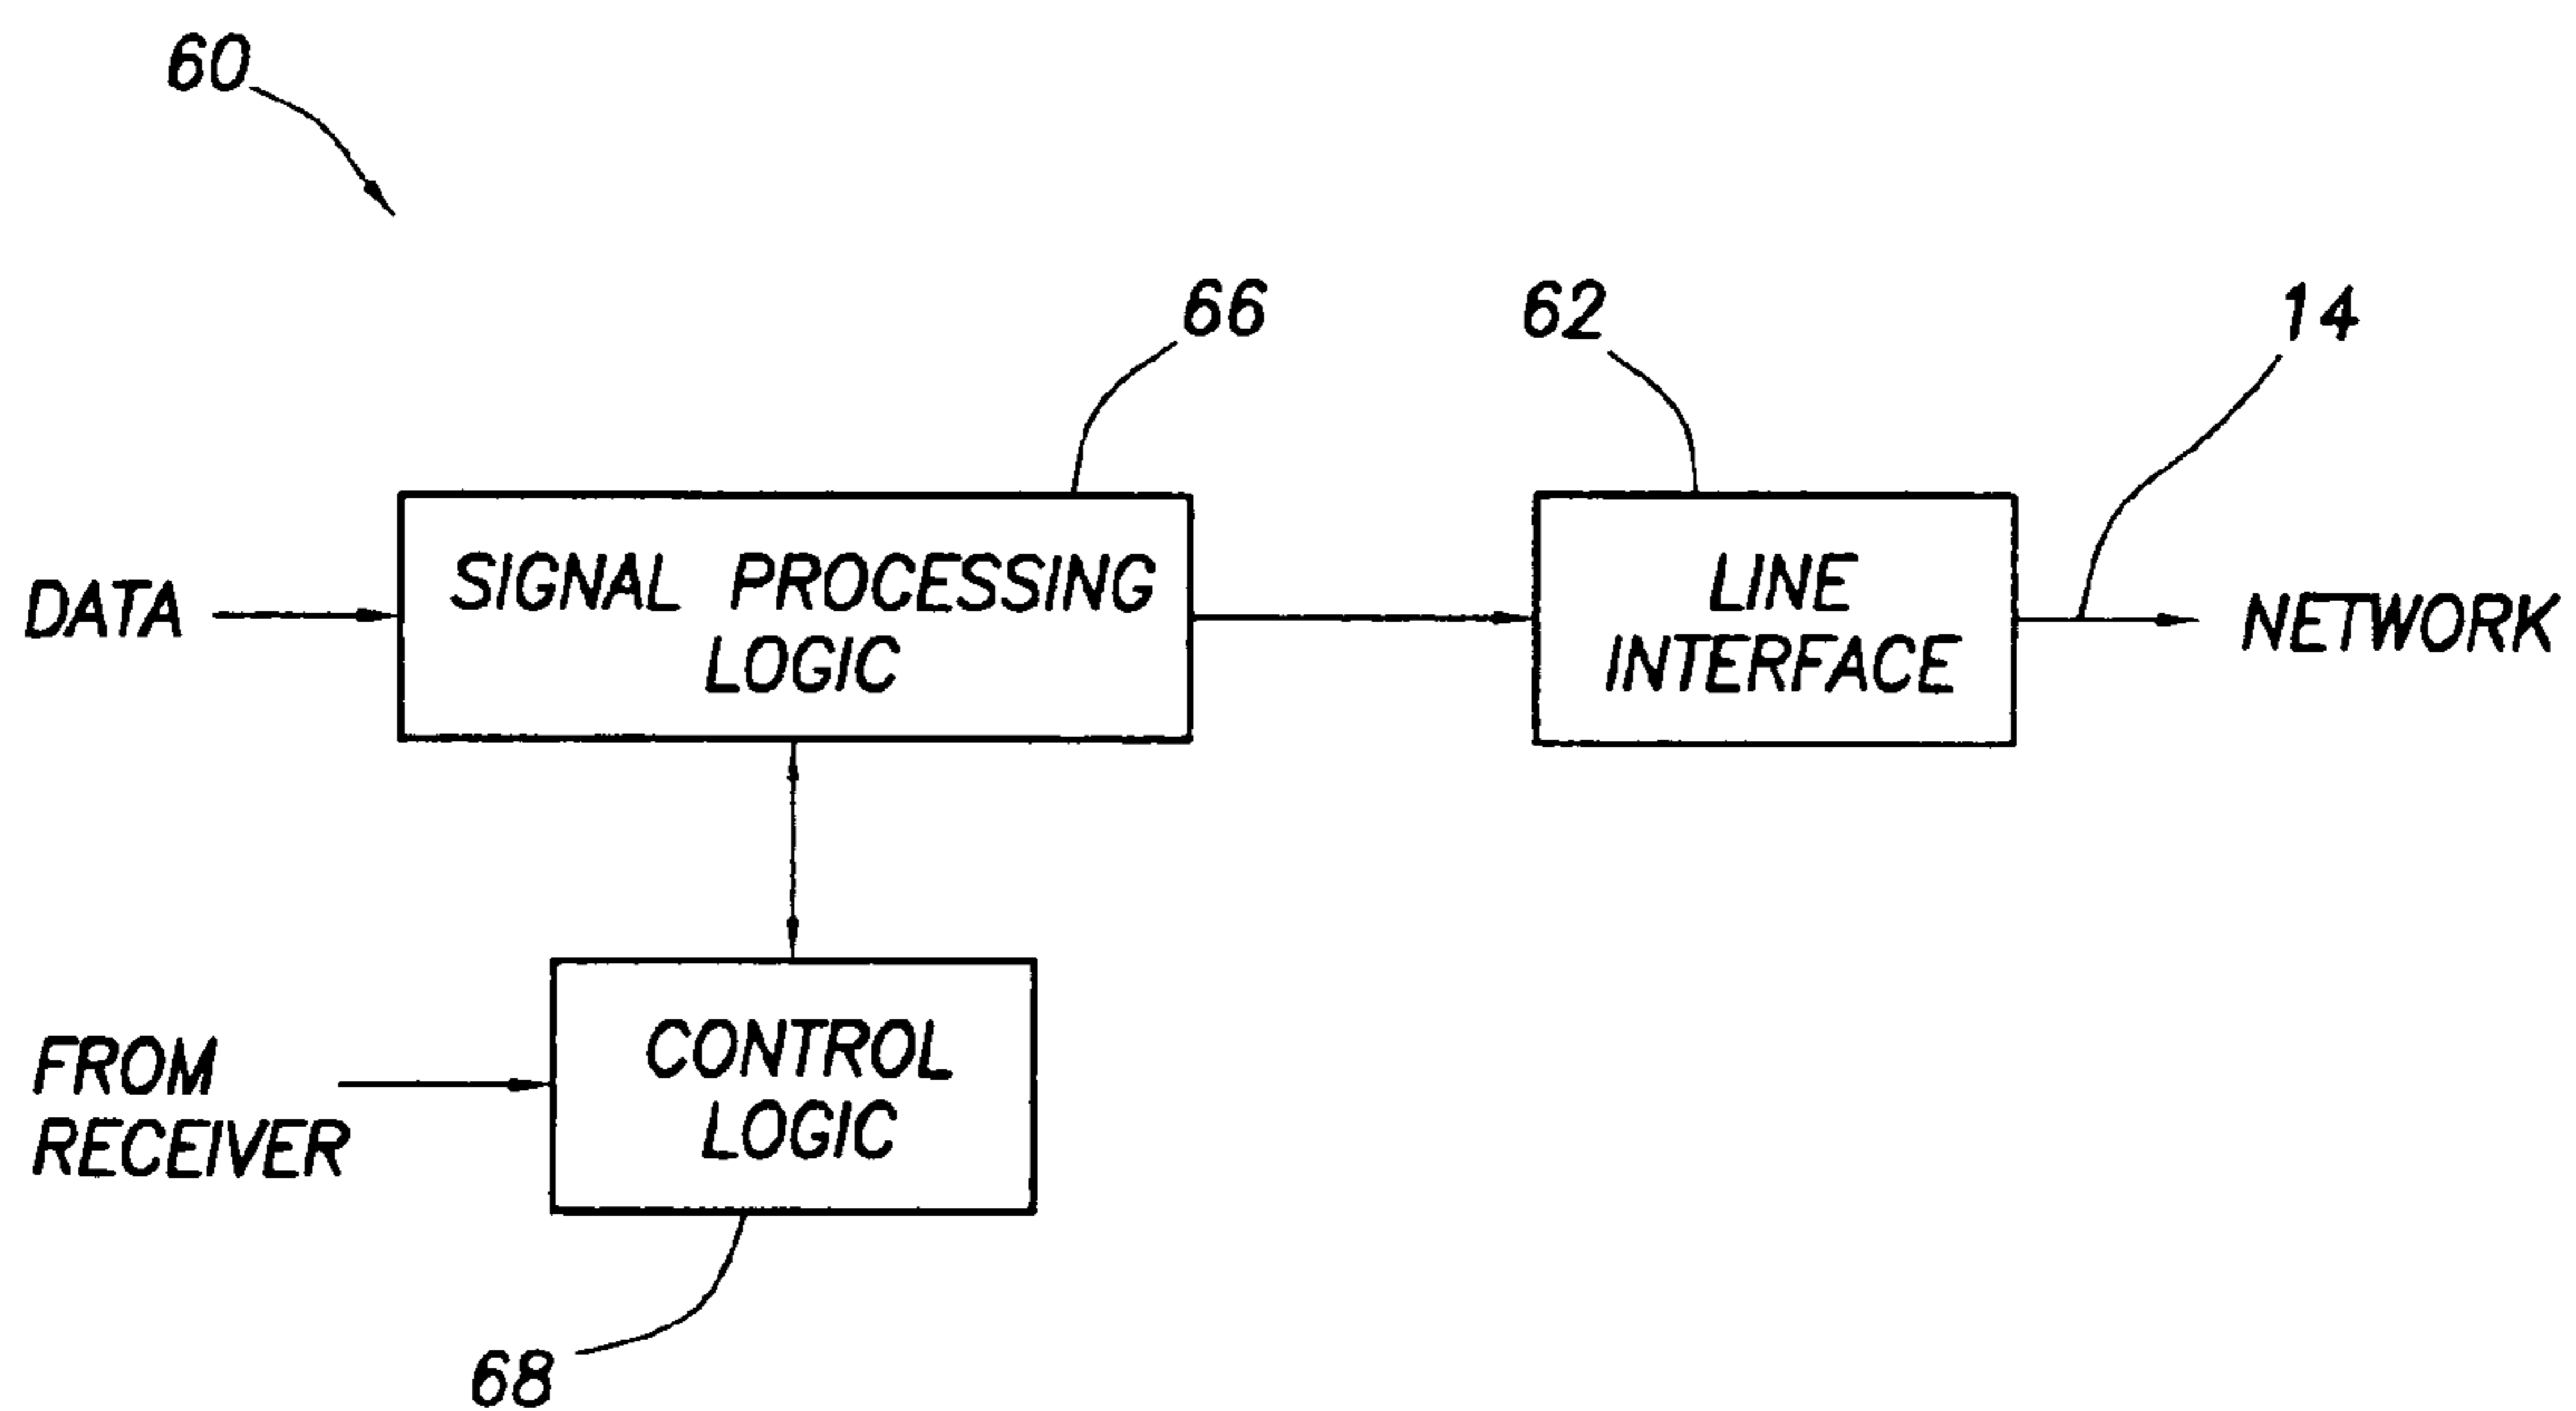 60
66
62
14
DATA
SIGNAL PROCESSING
LOGIC
LINE
INTERFACE
NETWORK
FROM
RECEIVER
CONTROL
LOGIC
68